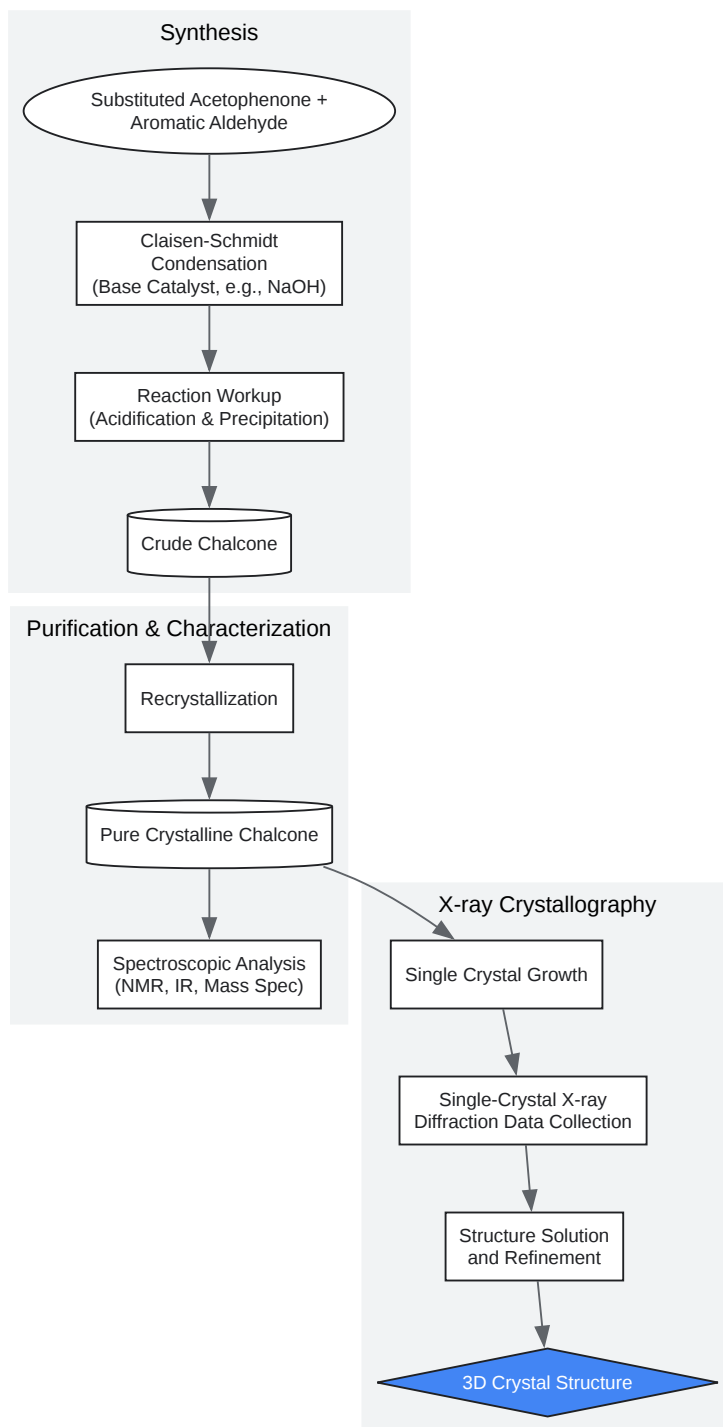 Synthesis
Substituted Acetophenone +
Aromatic Aldehyde
Claisen-Schmidt
Condensation
(Base Catalyst, e.g., NaOH)
Reaction Workup
(Acidification & Precipitation)
Crude Chalcone
Purification & Characterization
Recrystallization
Pure Crystalline Chalcone
Spectroscopic Analysis
(NMR, IR, Mass Spec)
X-ray Crystallography
Single Crystal Growth
Single-Crystal X-ray
Diffraction Data Collection
Structure Solution
and Refinement
3D Crystal Structure